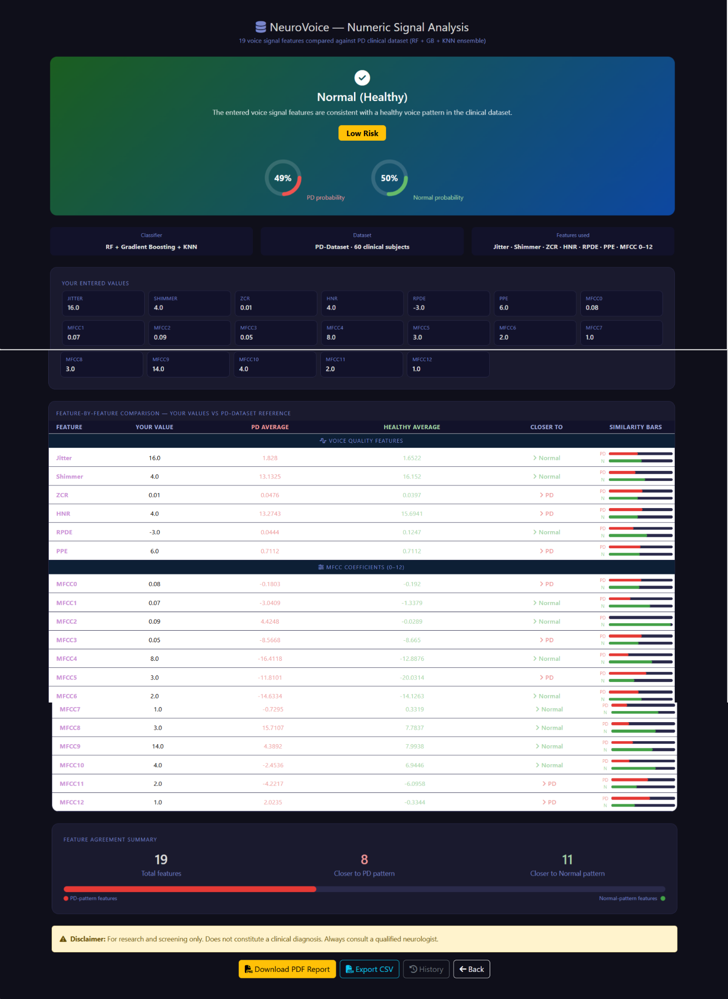 NeuroVoice — Numeric Signal Analysis
19 voice signal features compared against PD clinical dataset (RF + GB + KNN ensemble)
Normal (Healthy)
The entered voice signal features are consistent with a healthy voice pattern in the clinical dataset.
Low Risk
49% PD probability 50% Normal probability
Classifier Dataset Features used
RF + Gradient Boosting + KNN PD-Dataset · 60 clinical subjects Jitter · Shimmer · ZCR · HNR · RPDE · PPE · MFCC 0–12
YOUR ENTERED VALUES
JITTER SHIMMER ZCR HNR RPDE PPE MFCC0
16.0 4.0 0.01 4.0 -3.0 6.0 0.08
MFCC1 MFCC2 MFCC3 MFCC4 MFCC5 MFCC6 MFCC7
0.07 0.09 0.05 8.0 3.0 2.0 1.0
MFCC8 MFCC9 MFCC10 MFCC11 MFCC12
3.0 14.0 4.0 2.0 1.0
FEATURE-BY-FEATURE COMPARISON — YOUR VALUES VS PD-DATASET REFERENCE
FEATURE YOUR VALUE PD AVERAGE HEALTHY AVERAGE CLOSER TO SIMILARITY BARS
VOICE QUALITY FEATURES
Jitter 16.0 1.828 1.6522 Normal PD N
Shimmer 4.0 13.1325 16.152 Normal PD N
ZCR 0.01 0.0476 0.0397 PD PD N
HNR 4.0 13.2743 15.6941 PD PD N
RPDE -3.0 0.0444 0.1247 Normal PD N
PPE 6.0 0.7112 0.7112 PD PD N
MFCC COEFFICIENTS (0–12)
MFCC0 0.08 -0.1803 -0.192 PD PD N
MFCC1 0.07 -3.0409 -1.3379 Normal PD N
MFCC2 0.09 4.4248 -0.0289 Normal PD N
MFCC3 0.05 -8.5668 -8.665 PD PD N
MFCC4 8.0 -16.4118 -12.8876 Normal PD N
MFCC5 3.0 -11.8101 -20.0314 PD PD N
MFCC6 2.0 -14.6334 -14.1263 Normal PD N
MFCC7 1.0 -0.7295 0.3319 Normal PD N
MFCC8 3.0 15.7107 7.7837 Normal PD N
MFCC9 14.0 4.3892 7.9938 Normal PD N
MFCC10 4.0 -2.4536 6.9446 Normal PD N
MFCC11 2.0 -4.2217 -6.0958 PD PD N
MFCC12 1.0 2.0235 -0.3344 PD PD N
FEATURE AGREEMENT SUMMARY
19 8 11
Total features Closer to PD pattern Closer to Normal pattern
PD-pattern features Normal-pattern features
Disclaimer: For research and screening only. Does not constitute a clinical diagnosis. Always consult a qualified neurologist.
PNG Download PDF Report CSV Export CSV History Back